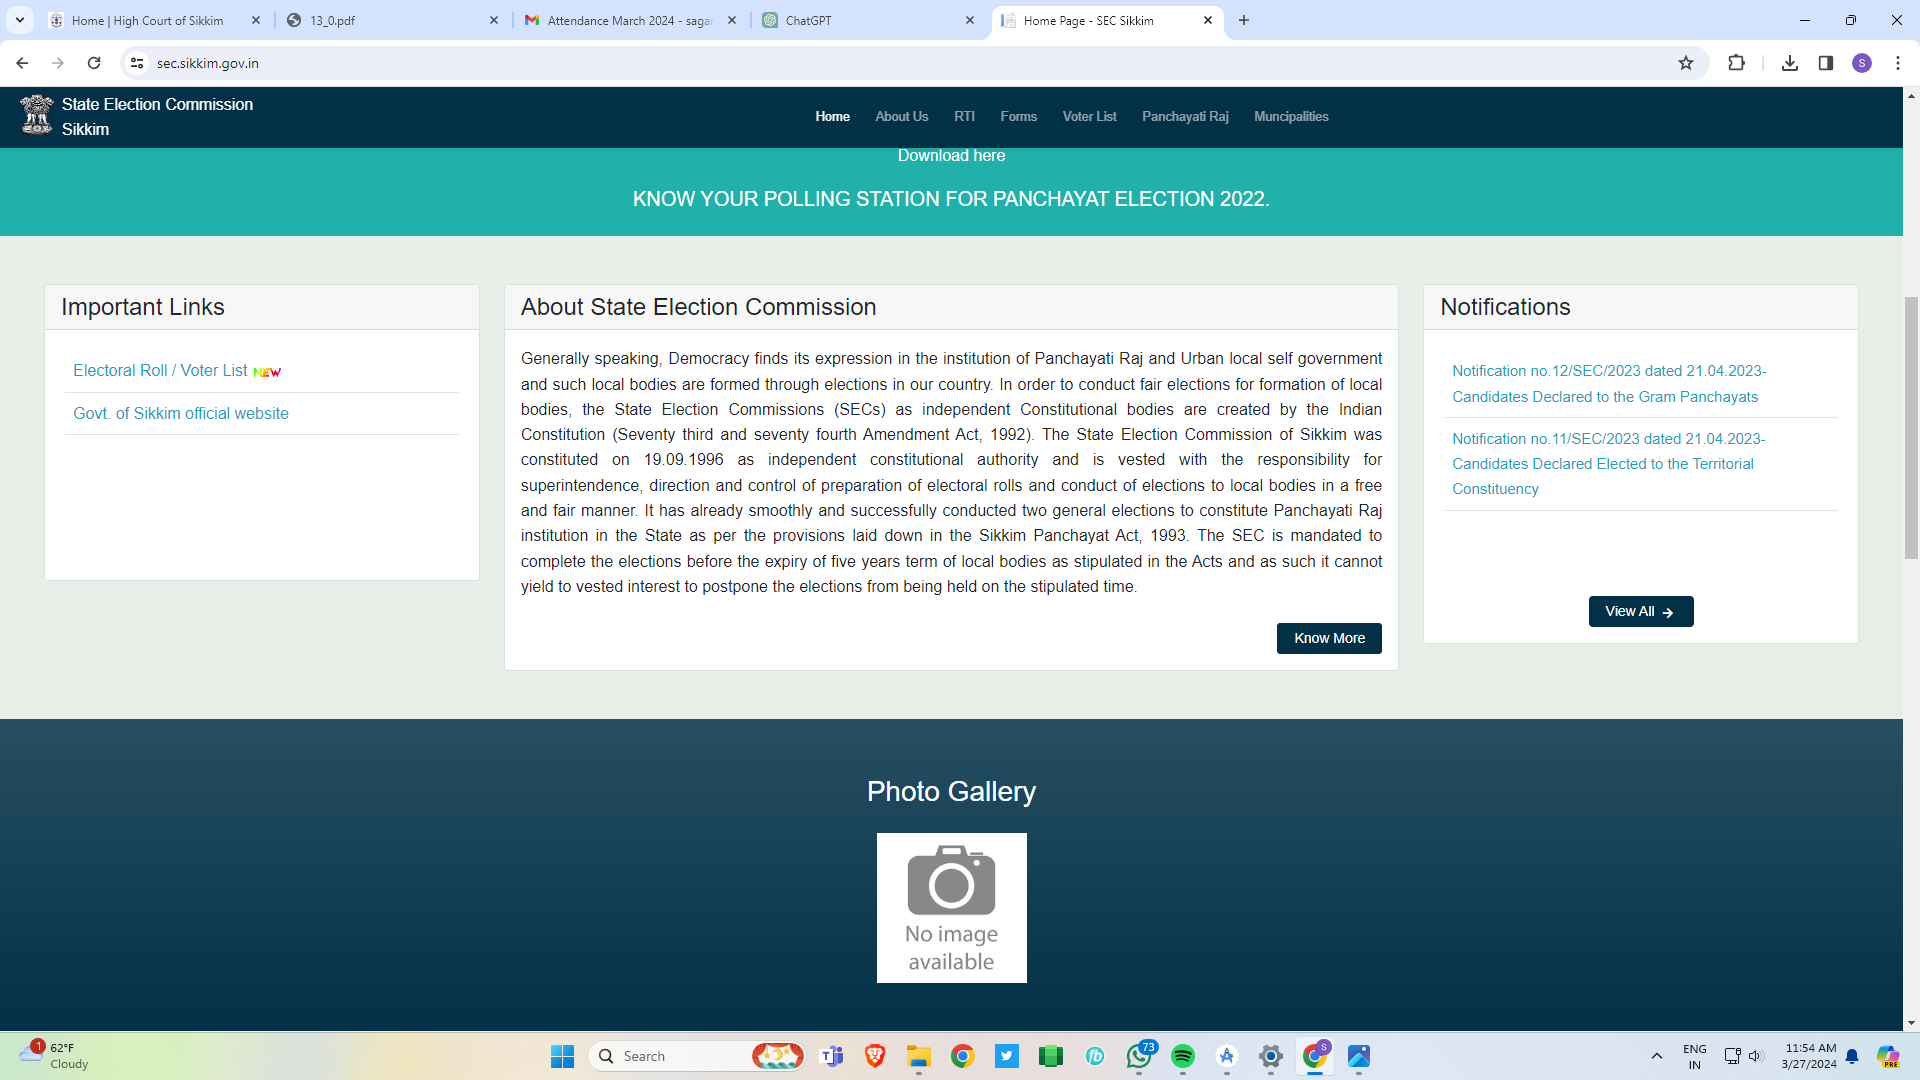 Home | High Court of Sikkim
13_0.pdf
Attendance March 2024 - sagar
ChatGPT
Home Page - SEC Sikkim
sec.sikkim.gov.in
S
State Election Commission
Sikkim
Home About Us RTI Forms Voter List Panchayati Raj Muncipalities
Download here
KNOW YOUR POLLING STATION FOR PANCHAYAT ELECTION 2022.
Important Links
Electoral Roll / Voter List NEW
Govt. of Sikkim official website
About State Election Commission
Generally speaking, Democracy finds its expression in the institution of Panchayati Raj and Urban local self government
and such local bodies are formed through elections in our country. In order to conduct fair elections for formation of local
bodies, the State Election Commissions (SECs) as independent Constitutional bodies are created by the Indian
Constitution (Seventy third and seventy fourth Amendment Act, 1992). The State Election Commission of Sikkim was
constituted on 19.09.1996 as independent constitutional authority and is vested with the responsibility for
superintendence, direction and control of preparation of electoral rolls and conduct of elections to local bodies in a free
and fair manner. It has already smoothly and successfully conducted two general elections to constitute Panchayati Raj
institution in the State as per the provisions laid down in the Sikkim Panchayat Act, 1993. The SEC is mandated to
complete the elections before the expiry of five years term of local bodies as stipulated in the Acts and as such it cannot
yield to vested interest to postpone the elections from being held on the stipulated time.
Know More
Notifications
Notification no.12/SEC/2023 dated 21.04.2023-
Candidates Declared to the Gram Panchayats
Notification no.11/SEC/2023 dated 21.04.2023-
Candidates Declared Elected to the Territorial
Constituency
View All
Photo Gallery
No image
available
1
62°F
Cloudy
Search
73
S
ENG
IN
11:54 AM
3/27/2024
PRE